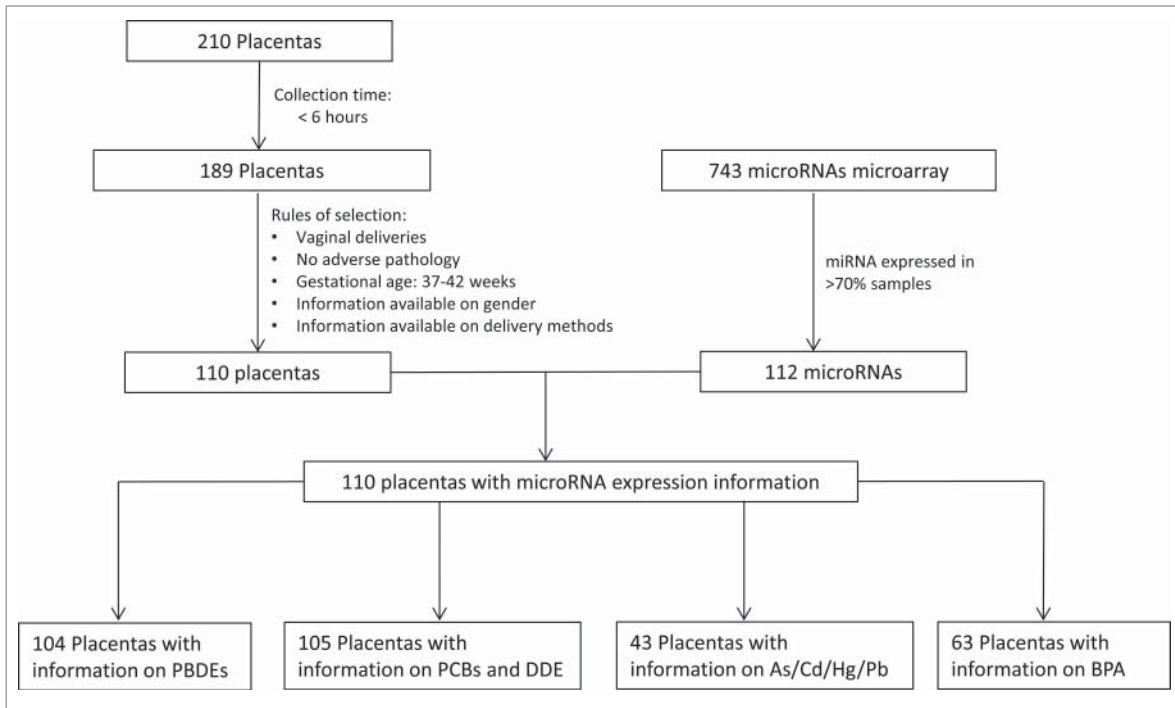 210 Placentas
Collection time:
< 6 hours
189 Placentas
743 microRNAs microarray
Rules of selection:
• Vaginal deliveries
• No adverse pathology
• Gestational age: 37-42 weeks
• Information available on gender
• Information available on delivery methods
miRNA expressed in
>70% samples
110 placentas
112 microRNAs
110 placentas with microRNA expression information
104 Placentas with
information on PBDEs
105 Placentas with
information on PCBs and DDE
43 Placentas with
information on As/Cd/Hg/Pb
63 Placentas with
information on BPA